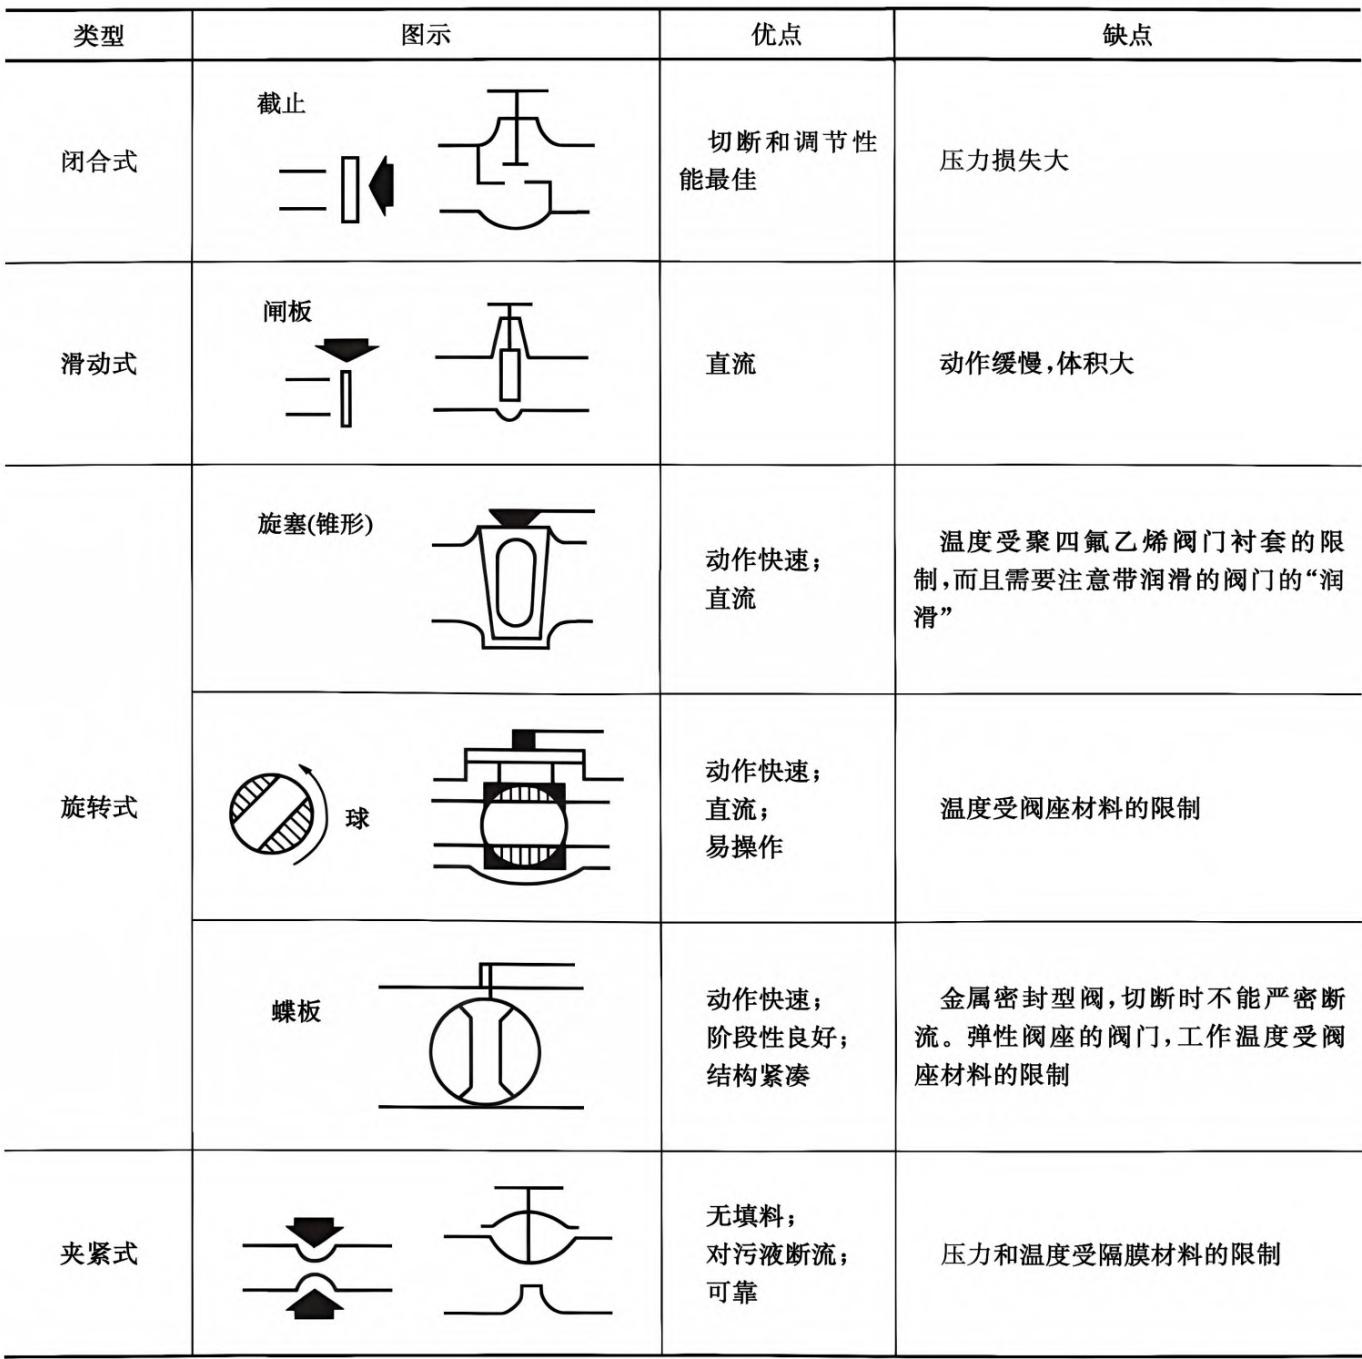 类型 图示 优点 缺点
截止
闭合式
切断和调节性
能最佳
压力损失大
闸板
滑动式
直流
动作缓慢,体积大
旋转式
旋塞(锥形)
动作快速;
直流
温度受聚四氟乙烯阀门衬套的限
制,而且需要注意带润滑的阀门的“润
滑”
球
动作快速;
直流;
易操作
温度受阀座材料的限制
蝶板
动作快速;
阶段性良好;
结构紧凑
金属密封型阀,切断时不能严密断
流。弹性阀座的阀门,工作温度受阀
座材料的限制
夹紧式
无填料;
对污液断流;
可靠
压力和温度受隔膜材料的限制